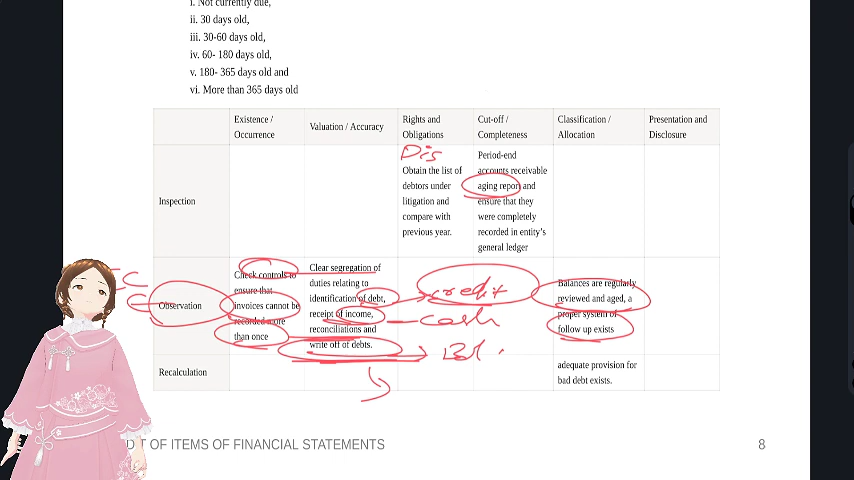 i. Not currently due,
ii. 30 days old,
iii. 30-60 days old,
iv. 60- 180 days old,
v. 180- 365 days old and
vi. More than 365 days old
Existence /
Occurrence
Valuation / Accuracy
Rights and
Obligations
Cut-off /
Completeness
Classification /
Allocation
Presentation and
Disclosure
Inspection
Dis
Obtain the list of
debtors under
litigation and
compare with
previous year.
Period-end
accounts receivable
aging report and
ensure that they
were completely
recorded in entity's
general ledger
Observation
Check controls to
ensure that
invoices cannot be
recorded more
than once
Clear segregation of
duties relating to
identification of debt,
receipt of income,
reconciliations and
write off of debts.
credit
cash
Balances are regularly
reviewed and aged, a
proper system of
follow up exists
Recalculation
adequate provision for
bad debt exists.
OF ITEMS OF FINANCIAL STATEMENTS
8